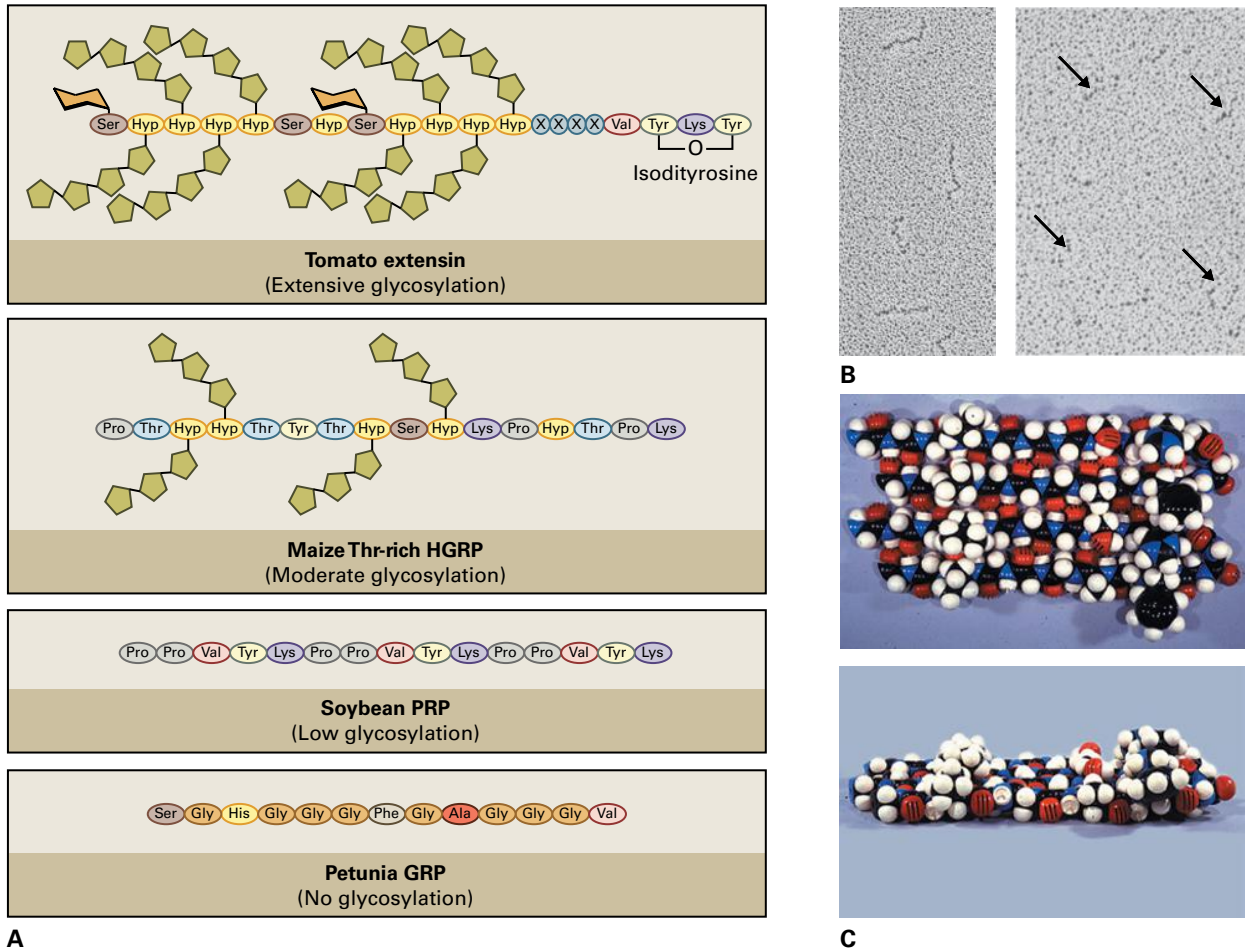 Ser Hyp Hyp Hyp Hyp Ser Hyp Ser Hyp Hyp Hyp Hyp X X X X Val Tyr Lys Tyr
O
Isodityrosine
Tomato extensin
(Extensive glycosylation)
Pro Thr Hyp Hyp Thr Tyr Thr Hyp Ser Hyp Lys Pro Hyp Thr Pro Lys
Maize Thr-rich HGRP
(Moderate glycosylation)
Pro Pro Val Tyr Lys Pro Pro Val Tyr Lys Pro Pro Val Tyr Lys
Soybean PRP
(Low glycosylation)
Ser Gly His Gly Gly Gly Phe Gly Ala Gly Gly Gly Val
Petunia GRP
(No glycosylation)
A
B
C